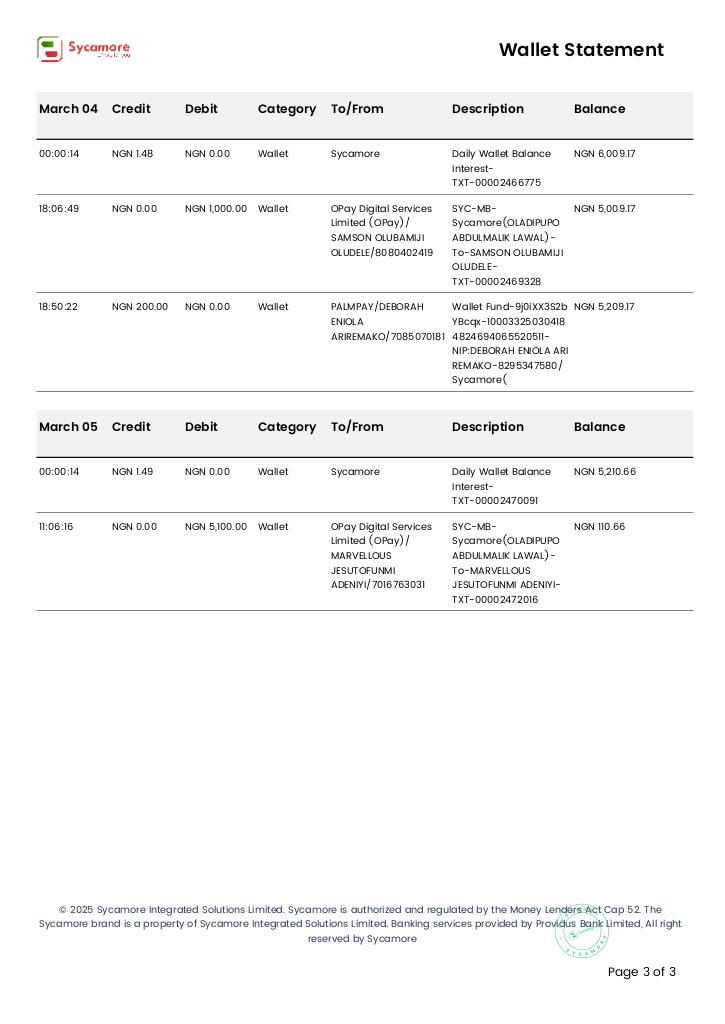 Sycamore
Wallet Statement
March 04 Credit Debit Category To/From Description Balance
00:00:14 NGN 1.48 NGN 0.00 Wallet Sycamore Daily Wallet Balance NGN 6,009.17
Interest-
TXT-00002466775
18:06:49 NGN 0.00 NGN 1,000.00 Wallet OPay Digital Services SYC-MB- NGN 5,009.17
Limited (OPay)/ Sycamore(OLADIPUPO
SAMSON OLUBAMIJI ABDULMALIK LAWAL)-
OLUDELE/8080402419 To-SAMSON OLUBAMIJI
OLUDELE-
TXT-00002469328
18:50:22 NGN 200.00 NGN 0.00 Wallet PALMPAY/DEBORAH Wallet Fund-9j0iXX3S2b NGN 5,209.17
ENIOLA YBcqx-10003325030418
ARIREMAKO/7085070181 4824694065520511-
NIP:DEBORAH ENIOLA ARI
REMAKO-8295347580/
Sycamore(
March 05 Credit Debit Category To/From Description Balance
00:00:14 NGN 1.49 NGN 0.00 Wallet Sycamore Daily Wallet Balance NGN 5,210.66
Interest-
TXT-00002470091
11:06:16 NGN 0.00 NGN 5,100.00 Wallet OPay Digital Services SYC-MB- NGN 110.66
Limited (OPay)/ Sycamore(OLADIPUPO
MARVELLOUS ABDULMALIK LAWAL)-
JESUTOFUNMI To-MARVELLOUS
ADENIYI/7016763031 JESUTOFUNMI ADENIYI-
TXT-00002472016
© 2025 Sycamore Integrated Solutions Limited. Sycamore is authorized and regulated by the Money Lenders Act Cap 52. The
Sycamore brand is a property of Sycamore Integrated Solutions Limited. Banking services provided by Providus Bank Limited, All right
reserved by Sycamore
SYCAMORE
Page 3 of 3